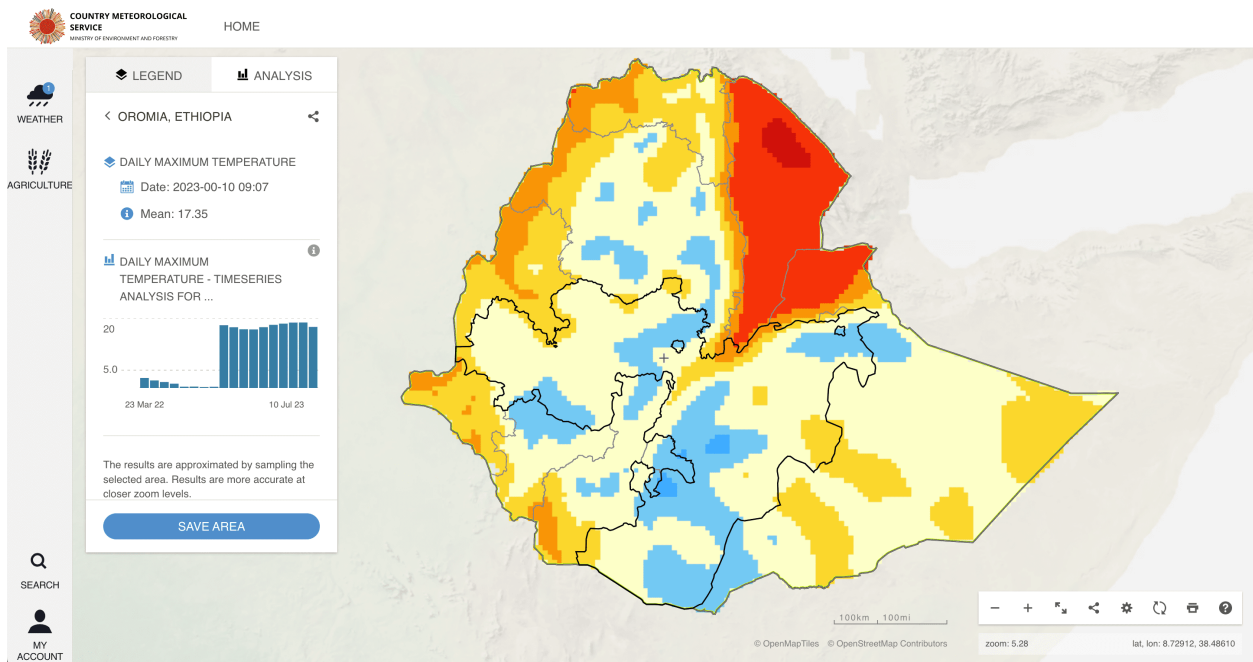 COUNTRY METEOROLOGICAL
SERVICE
MINISTRY OF ENVIRONMENT AND FORESTRY
HOME
1
WEATHER
AGRICULTURE
LEGEND
ANALYSIS
OROMIA, ETHIOPIA
DAILY MAXIMUM TEMPERATURE
Date: 2023-00-10 09:07
Mean: 17.35
DAILY MAXIMUM
TEMPERATURE - TIMESERIES
ANALYSIS FOR ...
20
5.0
23 Mar 22
10 Jul 23
The results are approximated by sampling the
selected area. Results are more accurate at
closer zoom levels.
SAVE AREA
SEARCH
MY
ACCOUNT
100km
100mi
© OpenMapTiles © OpenStreetMap Contributors
zoom: 5.28
lat, lon: 8.72912, 38.48610